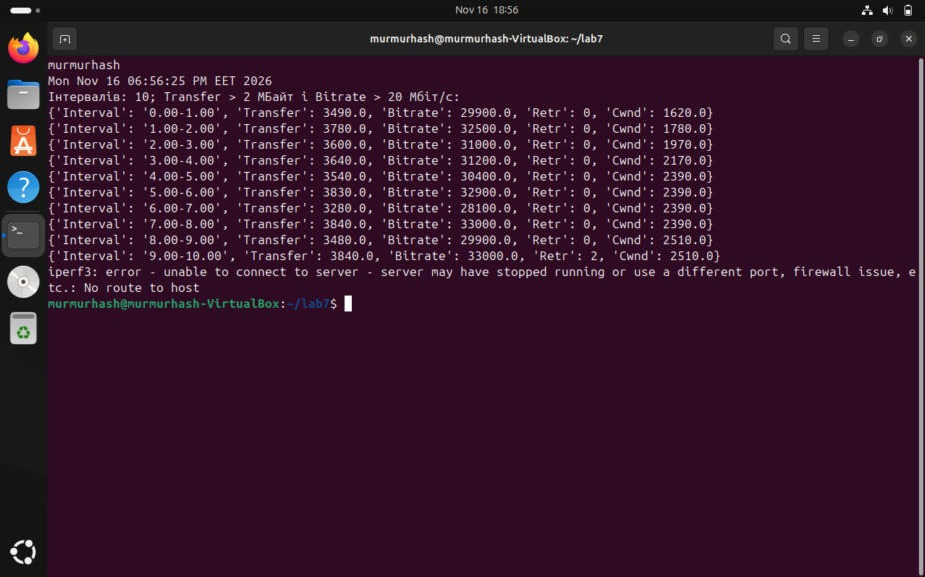 Nov 16 18:56
murmurhash@murmurhash-VirtualBox: ~/lab7
murmurhash
Mon Nov 16 06:56:25 PM EET 2026
Інтервалів: 10; Transfer > 2 МБайт і Bitrate > 20 Мбіт/с:
{'Interval': '0.00-1.00', 'Transfer': 3490.0, 'Bitrate': 29900.0, 'Retr': 0, 'Cwnd': 1620.0}
{'Interval': '1.00-2.00', 'Transfer': 3780.0, 'Bitrate': 32500.0, 'Retr': 0, 'Cwnd': 1780.0}
{'Interval': '2.00-3.00', 'Transfer': 3600.0, 'Bitrate': 31000.0, 'Retr': 0, 'Cwnd': 1970.0}
{'Interval': '3.00-4.00', 'Transfer': 3640.0, 'Bitrate': 31200.0, 'Retr': 0, 'Cwnd': 2170.0}
{'Interval': '4.00-5.00', 'Transfer': 3540.0, 'Bitrate': 30400.0, 'Retr': 0, 'Cwnd': 2390.0}
{'Interval': '5.00-6.00', 'Transfer': 3830.0, 'Bitrate': 32900.0, 'Retr': 0, 'Cwnd': 2390.0}
{'Interval': '6.00-7.00', 'Transfer': 3280.0, 'Bitrate': 28100.0, 'Retr': 0, 'Cwnd': 2390.0}
{'Interval': '7.00-8.00', 'Transfer': 3840.0, 'Bitrate': 33000.0, 'Retr': 0, 'Cwnd': 2390.0}
{'Interval': '8.00-9.00', 'Transfer': 3480.0, 'Bitrate': 29900.0, 'Retr': 0, 'Cwnd': 2510.0}
{'Interval': '9.00-10.00', 'Transfer': 3840.0, 'Bitrate': 33000.0, 'Retr': 2, 'Cwnd': 2510.0}
iperf3: error - unable to connect to server - server may have stopped running or use a different port, firewall issue, e
tc.: No route to host
murmurhash@murmurhash-VirtualBox:~/lab7$